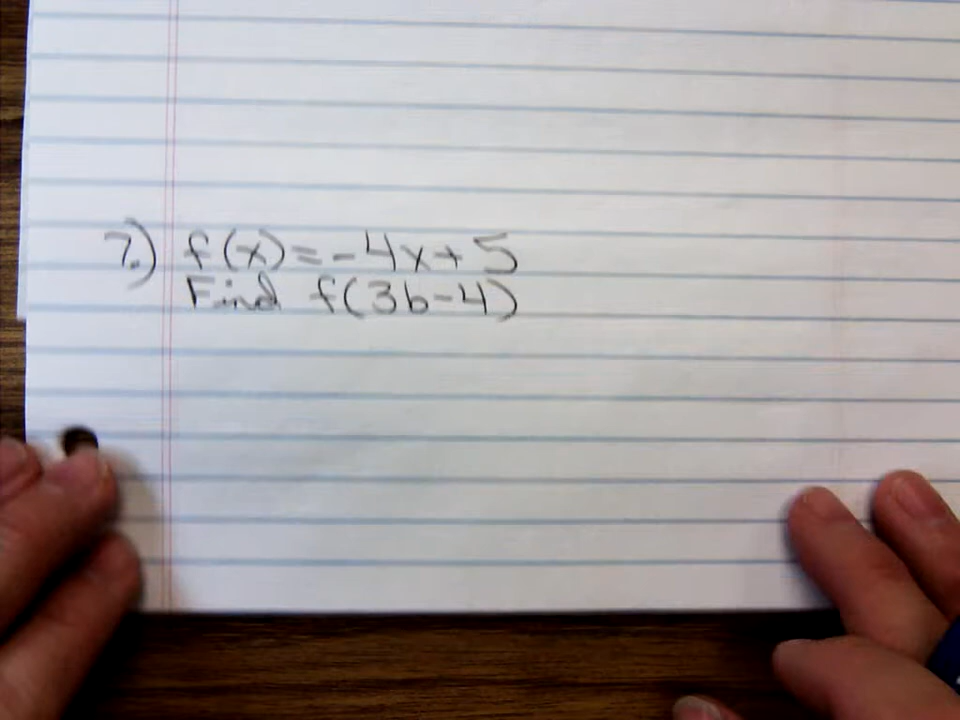 7.) f(x) = -4x + 5
Find f(3b-4)